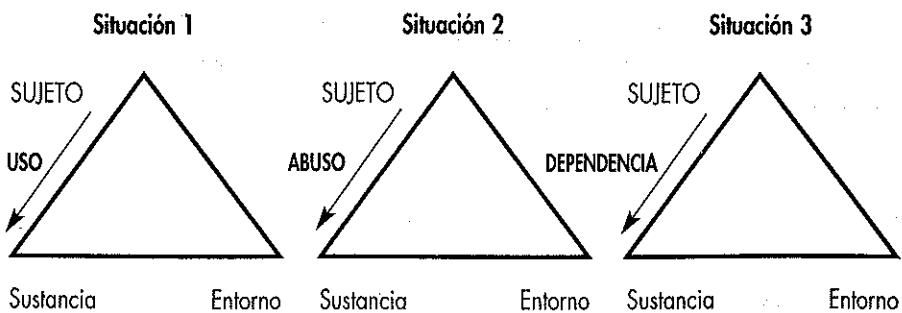 Situación 1 Situación 2 Situación 3
SUJETO SUJETO SUJETO
USO ABUSO DEPENDENCIA
Sustancia Entorno Sustancia Entorno Sustancia Entorno